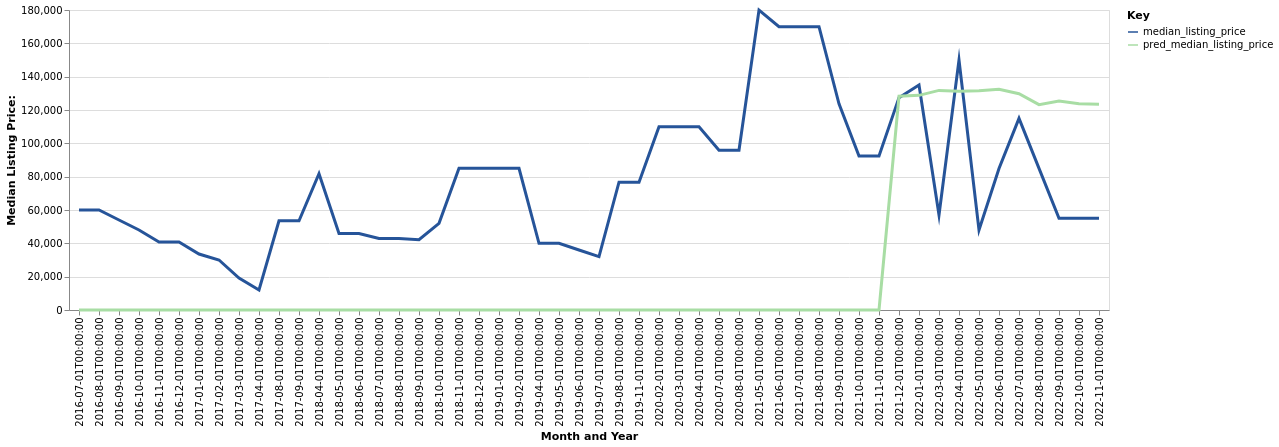 Median Listing Price:
180,000
160,000
140,000
120,000
100,000
80,000
60,000
40,000
20,000
0
2016-07-01T00:00:00
2016-08-01T00:00:00
2016-09-01T00:00:00
2016-10-01T00:00:00
2016-11-01T00:00:00
2016-12-01T00:00:00
2017-01-01T00:00:00
2017-02-01T00:00:00
2017-03-01T00:00:00
2017-04-01T00:00:00
2017-08-01T00:00:00
2017-09-01T00:00:00
2018-04-01T00:00:00
2018-05-01T00:00:00
2018-06-01T00:00:00
2018-07-01T00:00:00
2018-08-01T00:00:00
2018-09-01T00:00:00
2018-10-01T00:00:00
2018-11-01T00:00:00
2018-12-01T00:00:00
2019-01-01T00:00:00
2019-02-01T00:00:00
2019-04-01T00:00:00
2019-05-01T00:00:00
2019-06-01T00:00:00
2019-07-01T00:00:00
2019-08-01T00:00:00
2019-11-01T00:00:00
2020-02-01T00:00:00
2020-03-01T00:00:00
2020-04-01T00:00:00
2020-07-01T00:00:00
2020-08-01T00:00:00
2021-05-01T00:00:00
2021-06-01T00:00:00
2021-07-01T00:00:00
2021-08-01T00:00:00
2021-09-01T00:00:00
2021-10-01T00:00:00
2021-11-01T00:00:00
2021-12-01T00:00:00
2022-02-01T00:00:00
2022-03-01T00:00:00
2022-04-01T00:00:00
2022-05-01T00:00:00
2022-06-01T00:00:00
2022-07-01T00:00:00
2022-08-01T00:00:00
2022-09-01T00:00:00
2022-10-01T00:00:00
2022-11-01T00:00:00
Month and Year
Key
median_listing_price
pred_median_listing_price